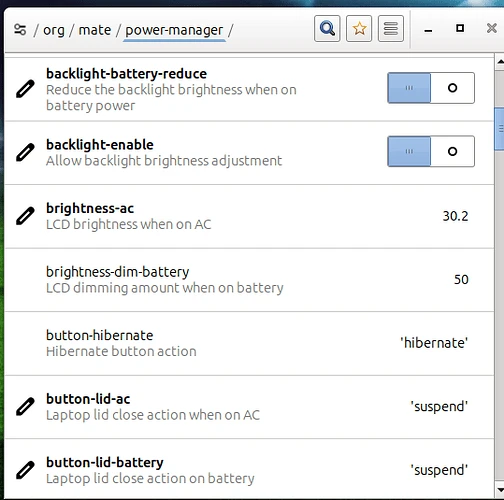 / org / mate / power-manager /
backlight-battery-reduce
Reduce the backlight brightness when on
battery power
backlight-enable
Allow backlight brightness adjustment
brightness-ac
LCD brightness when on AC
30.2
brightness-dim-battery
LCD dimming amount when on battery
50
button-hibernate
Hibernate button action
'hibernate'
button-lid-ac
Laptop lid close action when on AC
'suspend'
button-lid-battery
Laptop lid close action on battery
'suspend'